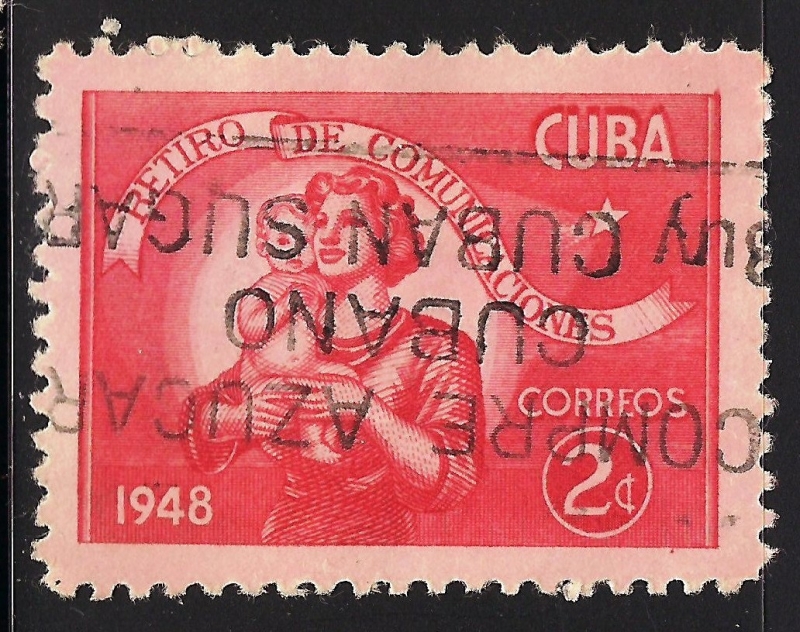 RETIRO DE COMUNICACIONES
CUBA
CORREOS
2¢
1948
COMPRE AZUCAR
CUBANO
BUY CUBAN SUGAR